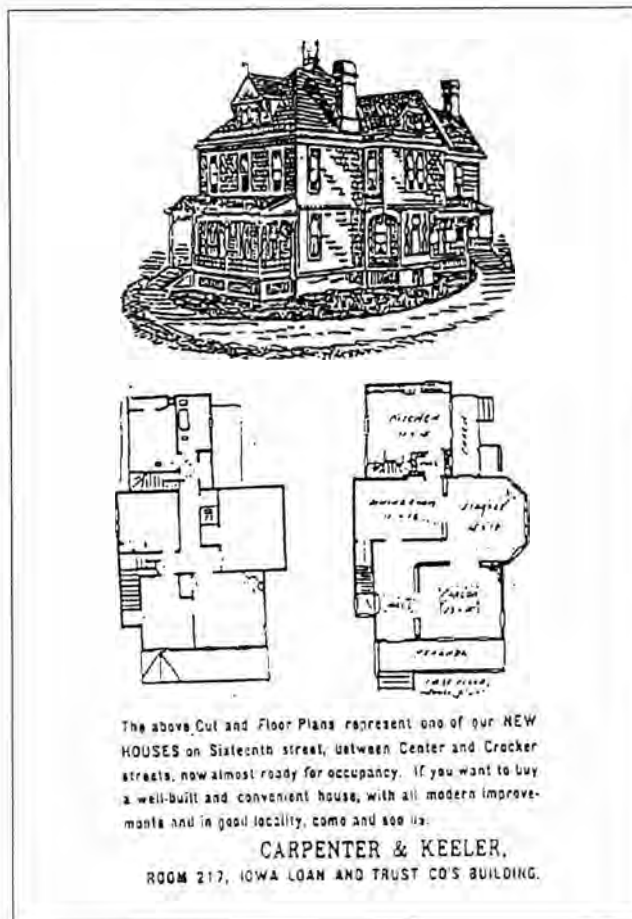 KITCHEN
DINING ROOM
PARLOR
VERANDA
The above Cut and Floor Plans represent one of our NEW
HOUSES on Sixteenth street, between Center and Crocker
streets, now almost ready for occupancy. If you want to buy
a well-built and convenient house, with all modern improve-
ments and in good locality, come and see us.
CARPENTER & KEELER,
ROOM 217, IOWA LOAN AND TRUST CO'S BUILDING.